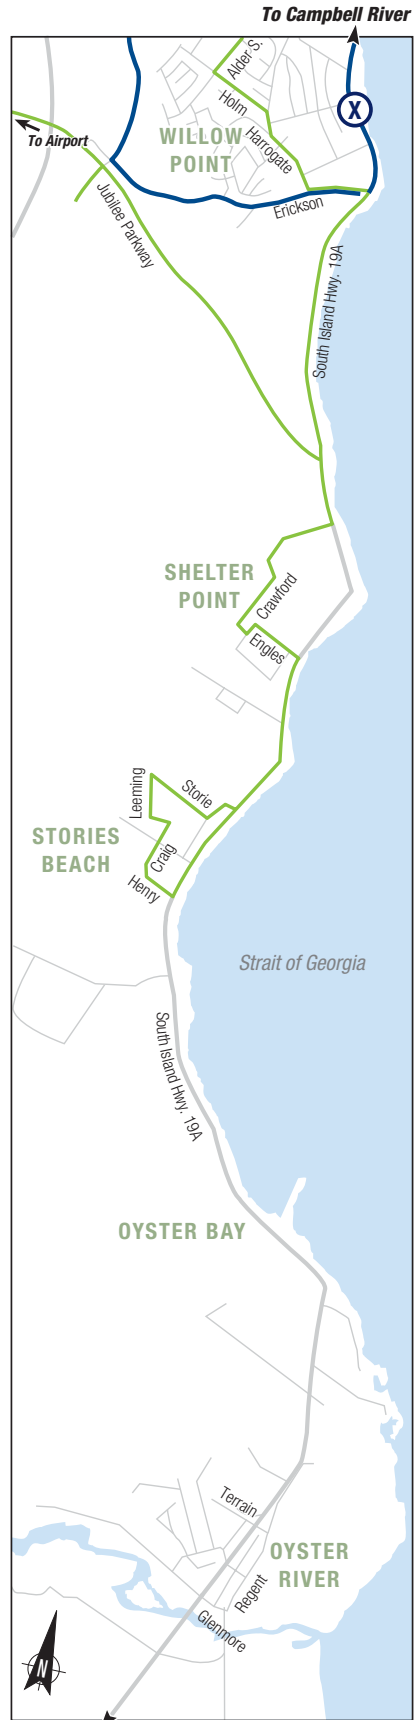 To Campbell River
Alder S.
X
Holm
To Airport
WILLOW
POINT
Harrogate
Jubilee Parkway
Erickson
South Island Hwy. 19A
SHELTER
POINT
Crawford
Engles
Leeming
Storie
STORIES
BEACH
Craig
Henry
Strait of Georgia
South Island Hwy. 19A
OYSTER BAY
Terrain
OYSTER
RIVER
Regent
Glenmore
N